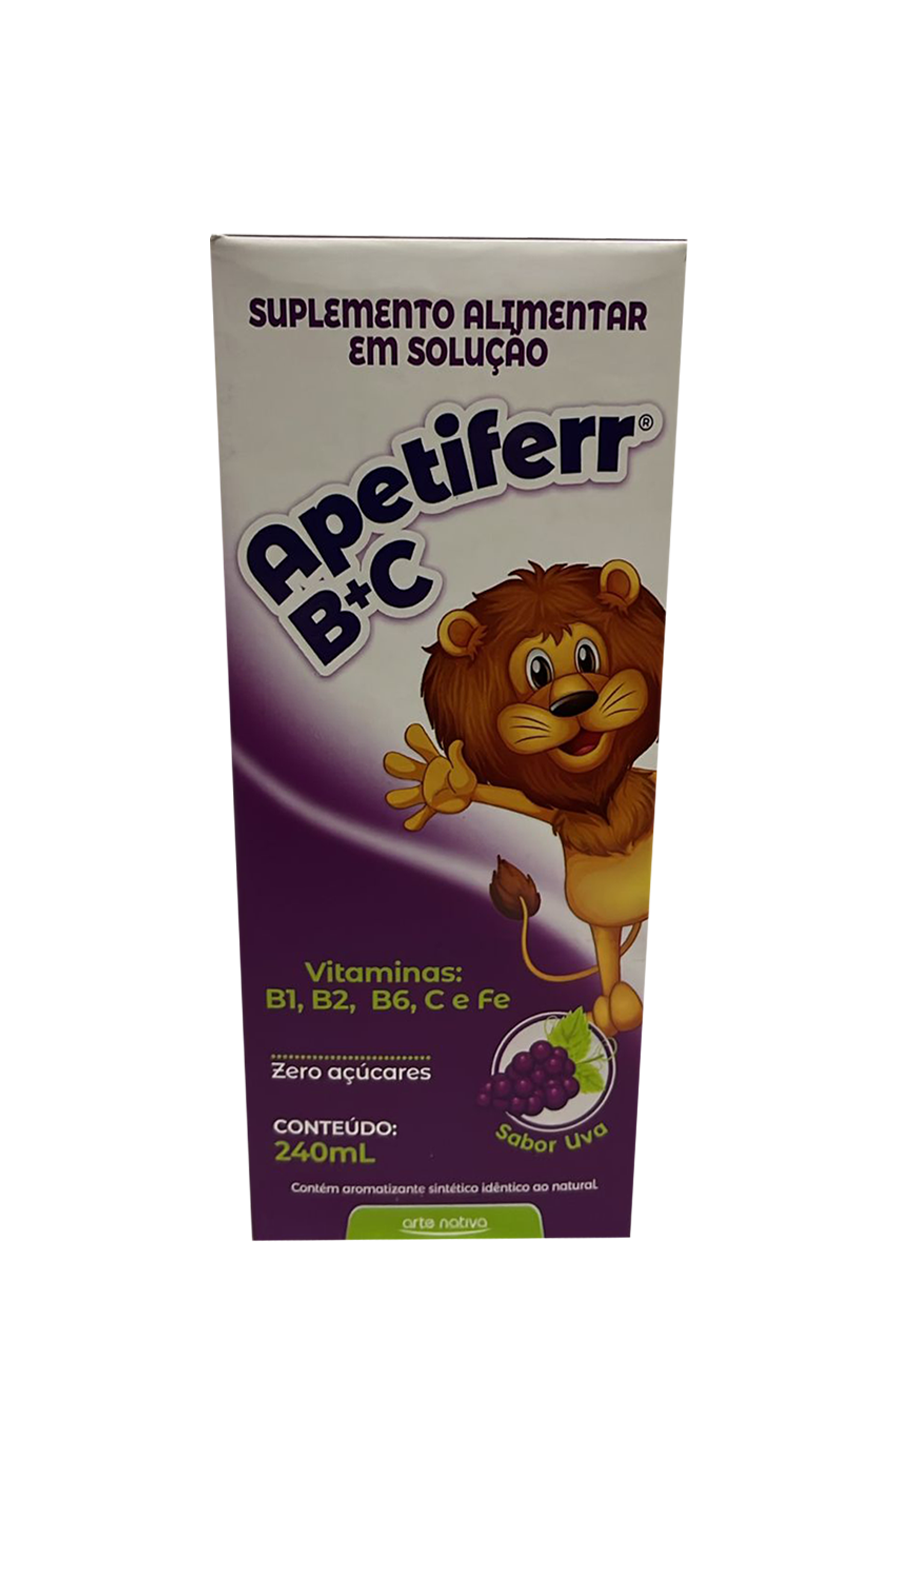 SUPLEMENTO ALIMENTAR
EM SOLUÇÃO
Apetiferr®
B+C
Vitaminas:
B1, B2, B6, C e Fe
Zero açúcares
CONTEÚDO:
240mL
Sabor Uva
Contém aromatizante sintético idêntico ao natural.
arte nativa